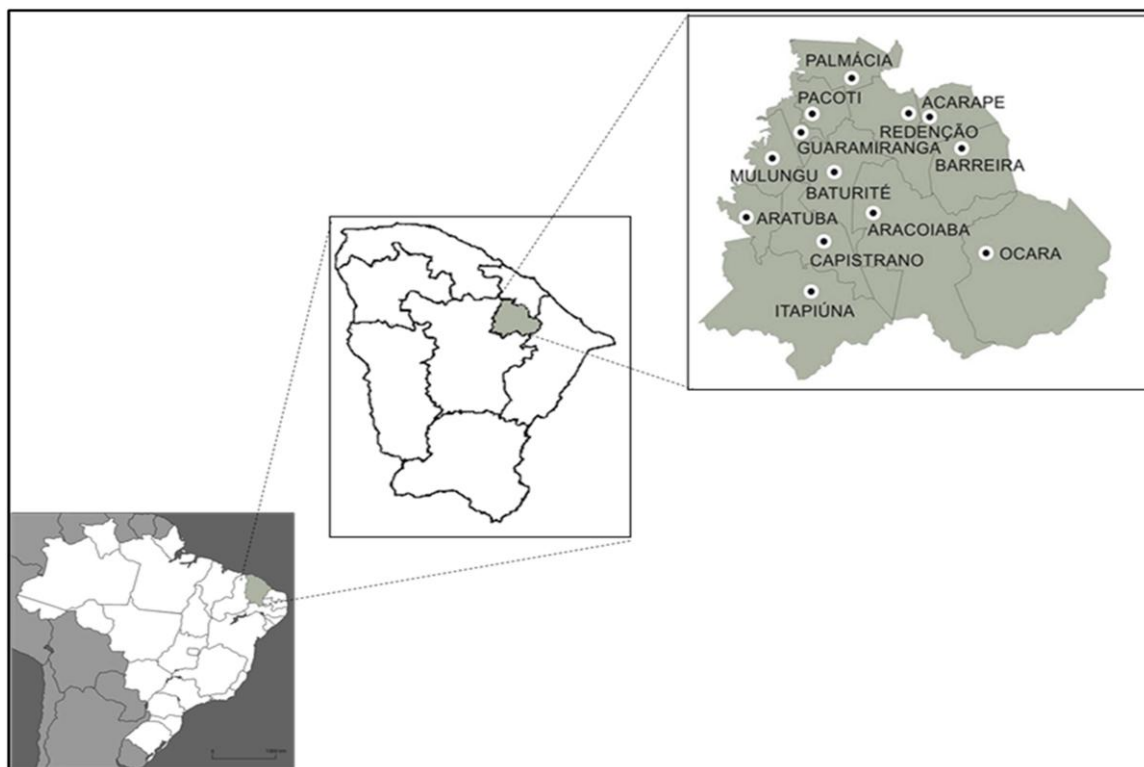 PALMÁCIA
PACOTI
ACARAPE
REDENÇÃO
GUARAMIRANGA
BARREIRA
MULUNGU
BATURITÉ
ARATUBA
ARACOIABA
CAPISTRANO
OCARA
ITAPIÚNA